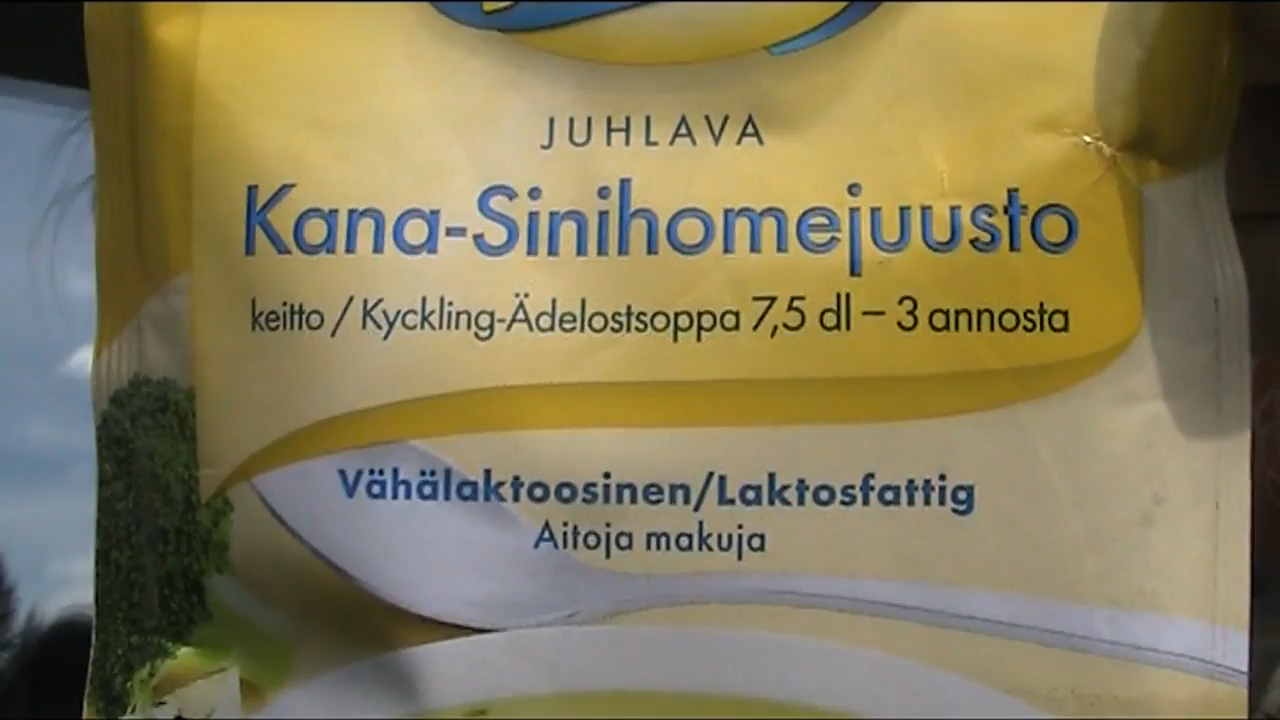 JUHLAVA
Kana-Sinihomejuusto
keitto / Kyckling-Ädelostsoppa 7,5 dl – 3 annosta
Vähälaktoosinen/Laktosfattig
Aitoja makuja